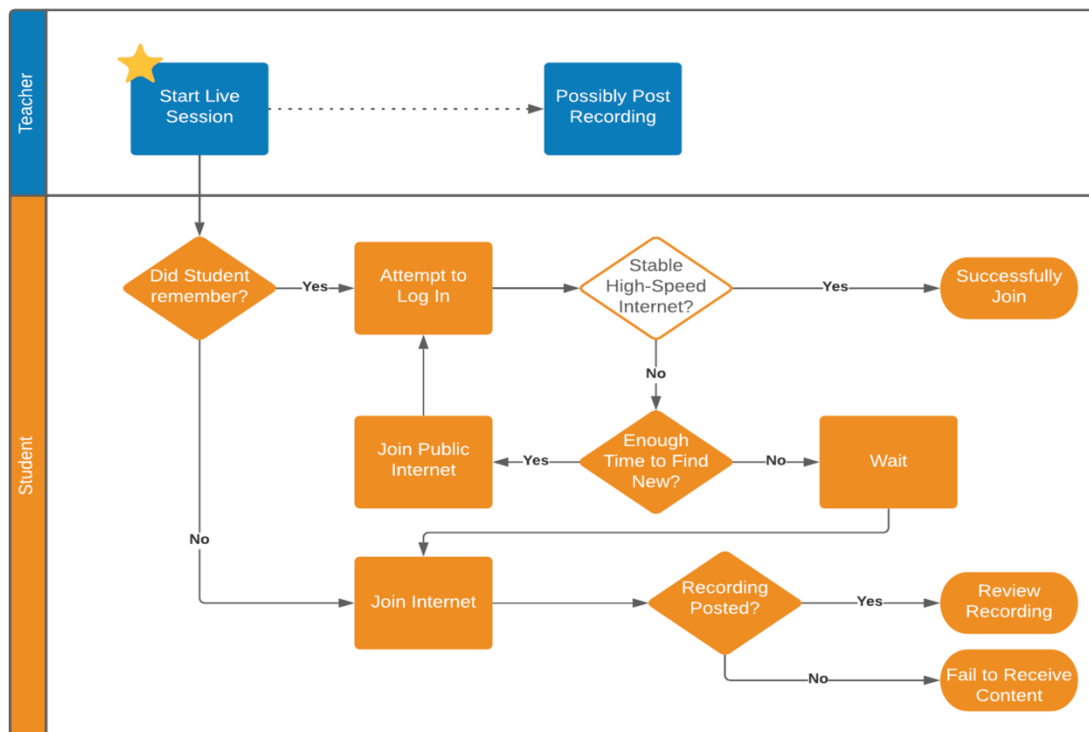 Teacher
Start Live
Session
Possibly Post
Recording
Student
Did Student
remember?
Yes
Attempt to
Log In
Stable
High-Speed
Internet?
Yes
Successfully
Join
No
Join Public
Internet
Yes
Enough
Time to Find
New?
No
Wait
No
Join Internet
Recording
Posted?
Yes
Review
Recording
No
Fail to Receive
Content